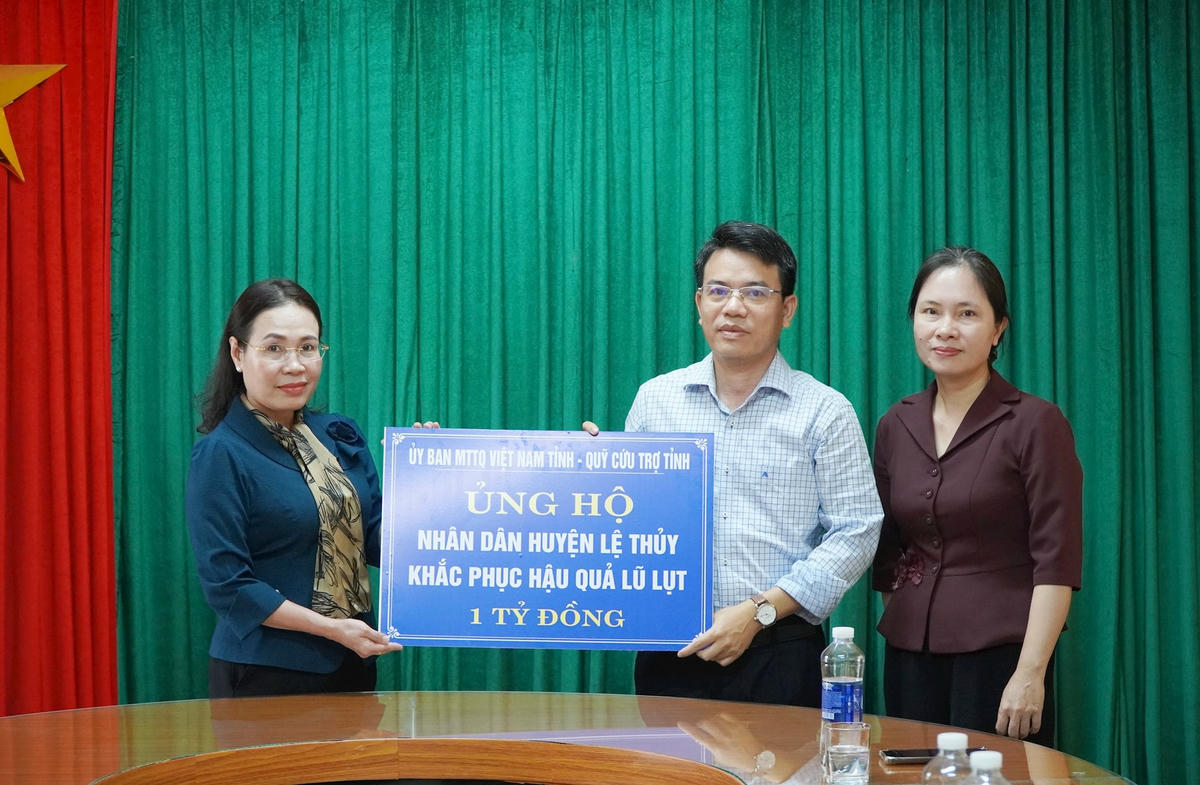 ỦY BAN MTTQ VIỆT NAM TỈNH - QUỸ CỨU TRỢ TỈNH
ỦNG HỘ
NHÂN DÂN HUYỆN LỆ THỦY
KHẮC PHỤC HẬU QUẢ LŨ LỤT
1 TỶ ĐỒNG